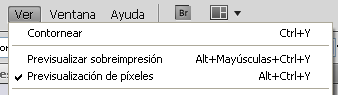 Ver Ventana Ayuda Br
Contornear Ctrl+Y
Previsualizar sobreimpresión Alt+Mayúsculas+Ctrl+Y
Previsualización de píxeles Alt+Ctrl+Y